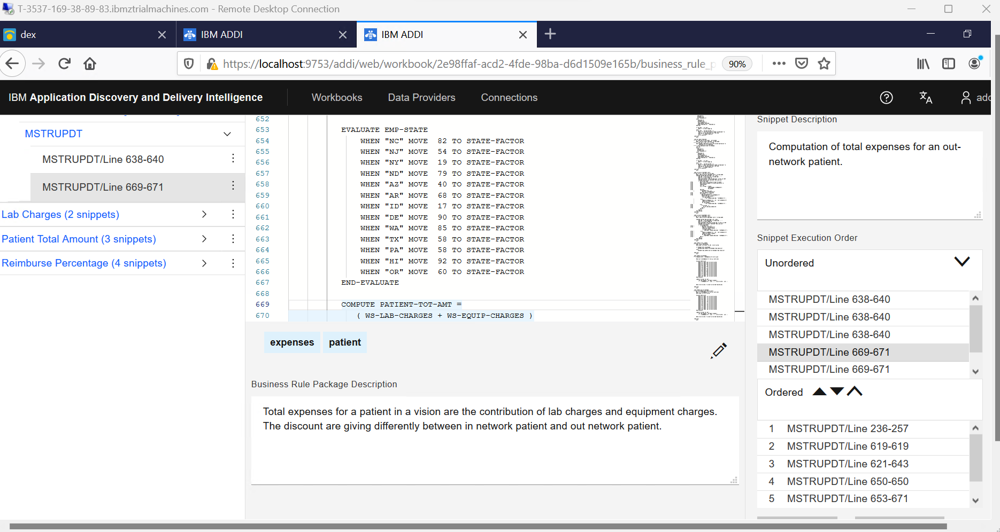 T-3537-169-38-89-83.ibmztrialmachines.com - Remote Desktop Connection
dex
IBM ADDI
IBM ADDI
https://localhost:9753/addi/web/workbook/2e98ffaf-acd2-4fde-98ba-d6d1509e165b/business_rule_p
90%
IBM Application Discovery and Delivery Intelligence
Workbooks
Data Providers
Connections
MSTRUPDT
MSTRUPDT/Line 638-640
MSTRUPDT/Line 669-671
Lab Charges (2 snippets)
Patient Total Amount (3 snippets)
Reimburse Percentage (4 snippets)
652
653 EVALUATE EMP-STATE
654 WHEN "NC" MOVE 82 TO STATE-FACTOR
655 WHEN "NJ" MOVE 54 TO STATE-FACTOR
656 WHEN "NY" MOVE 19 TO STATE-FACTOR
657 WHEN "ND" MOVE 79 TO STATE-FACTOR
658 WHEN "AZ" MOVE 40 TO STATE-FACTOR
659 WHEN "AR" MOVE 68 TO STATE-FACTOR
660 WHEN "ID" MOVE 17 TO STATE-FACTOR
661 WHEN "DE" MOVE 90 TO STATE-FACTOR
662 WHEN "WA" MOVE 85 TO STATE-FACTOR
663 WHEN "TX" MOVE 58 TO STATE-FACTOR
664 WHEN "PA" MOVE 58 TO STATE-FACTOR
665 WHEN "HI" MOVE 92 TO STATE-FACTOR
666 WHEN "OR" MOVE 60 TO STATE-FACTOR
667 END-EVALUATE
668
669 COMPUTE PATIENT-TOT-AMT =
670 ( WS-LAB-CHARGES + WS-EQUIP-CHARGES )
expenses
patient
Business Rule Package Description
Total expenses for a patient in a vision are the contribution of lab charges and equipment charges.
The discount are giving differently between in network patient and out network patient.
Snippet Description
Computation of total expenses for an out-
network patient.
Snippet Execution Order
Unordered
MSTRUPDT/Line 638-640
MSTRUPDT/Line 638-640
MSTRUPDT/Line 638-640
MSTRUPDT/Line 669-671
MSTRUPDT/Line 669-671
Ordered
1 MSTRUPDT/Line 236-257
2 MSTRUPDT/Line 619-619
3 MSTRUPDT/Line 621-643
4 MSTRUPDT/Line 650-650
5 MSTRUPDT/Line 653-671